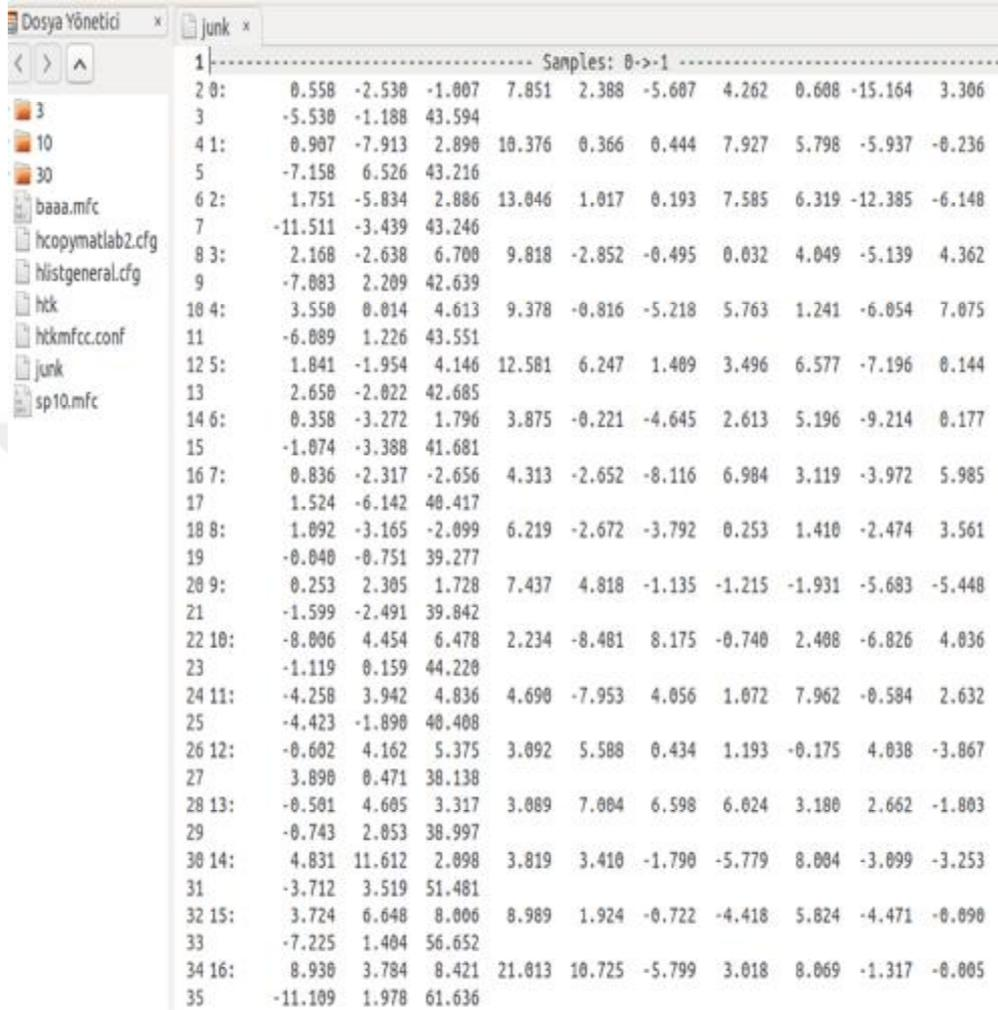 Dosya Yönetici ×
junk ×
3
10
30
baaa.mfc
hcopymatlab2.cfg
hlistgeneral.cfg
htk
htkmfcc.conf
junk
sp10.mfc
1 ---------------------------------- Samples: 0->-1 ----------------------------------
2 0: 0.558 -2.530 -1.007 7.851 2.388 -5.607 4.262 0.608 -15.164 3.306
3 -5.530 -1.188 43.594
4 1: 0.907 -7.913 2.890 10.376 0.366 0.444 7.927 5.798 -5.937 -0.236
5 -7.158 6.526 43.216
6 2: 1.751 -5.834 2.886 13.046 1.017 0.193 7.585 6.319 -12.385 -6.148
7 -11.511 -3.439 43.246
8 3: 2.168 -2.638 6.700 9.818 -2.852 -0.495 0.032 4.049 -5.139 4.362
9 -7.083 2.209 42.639
10 4: 3.550 0.014 4.613 9.378 -0.816 -5.218 5.763 1.241 -6.054 7.075
11 -6.089 1.226 43.551
12 5: 1.841 -1.954 4.146 12.581 6.247 1.409 3.496 6.577 -7.196 0.144
13 2.650 -2.022 42.685
14 6: 0.358 -3.272 1.796 3.875 -0.221 -4.645 2.613 5.196 -9.214 0.177
15 -1.074 -3.388 41.681
16 7: 0.836 -2.317 -2.656 4.313 -2.652 -8.116 6.984 3.119 -3.972 5.985
17 1.524 -6.142 40.417
18 8: 1.092 -3.165 -2.099 6.219 -2.672 -3.792 0.253 1.410 -2.474 3.561
19 -0.040 -0.751 39.277
20 9: 0.253 2.305 1.728 7.437 4.818 -1.135 -1.215 -1.931 -5.683 -5.448
21 -1.599 -2.491 39.842
22 10: -8.006 4.454 6.478 2.234 -8.481 8.175 -0.740 2.408 -6.826 4.036
23 -1.119 0.159 44.220
24 11: -4.258 3.942 4.836 4.690 -7.953 4.056 1.072 7.962 -0.584 2.632
25 -4.423 -1.890 40.408
26 12: -0.602 4.162 5.375 3.092 5.588 0.434 1.193 -0.175 4.038 -3.867
27 3.890 0.471 38.138
28 13: -0.501 4.605 3.317 3.089 7.004 6.598 6.024 3.180 2.662 -1.803
29 -0.743 2.053 38.997
30 14: 4.831 11.612 2.098 3.819 3.410 -1.790 -5.779 8.004 -3.099 -3.253
31 -3.712 3.519 51.481
32 15: 3.724 6.648 8.006 8.989 1.924 -0.722 -4.418 5.824 -4.471 -0.090
33 -7.225 1.404 56.652
34 16: 8.930 3.784 8.421 21.013 10.725 -5.799 3.018 8.069 -1.317 -0.005
35 -11.109 1.978 61.636